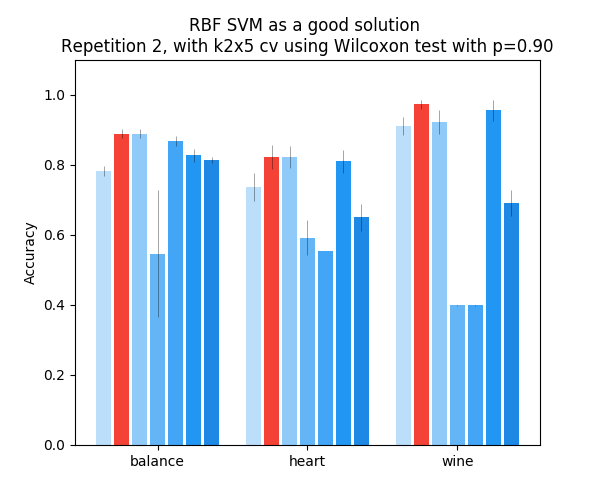 RBF SVM as a good solution
Repetition 2, with k2x5 cv using Wilcoxon test with p=0.90
1.0
0.8
0.6
0.4
0.2
0.0
Accuracy
balance heart wine